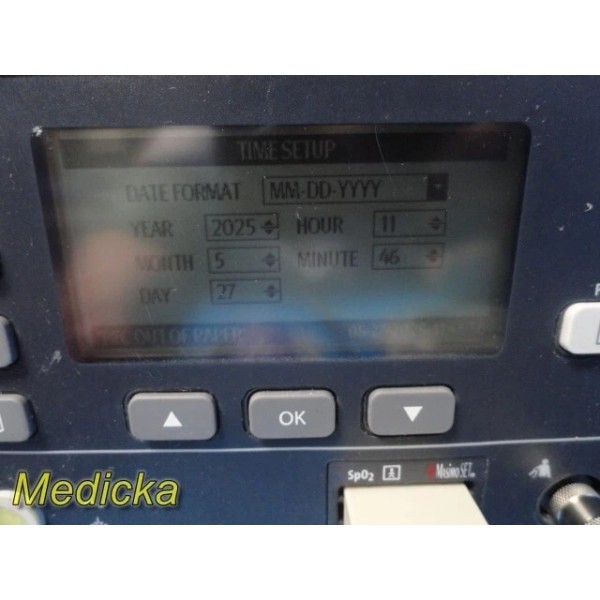 TIME SETUP
DATE FORMAT MM-DD-YYYY
YEAR 2025 HOUR 11
MONTH 5 MINUTE 46
DAY 27
OUT OF PAPER
OK
SpO2 Masimo SET
Medicka